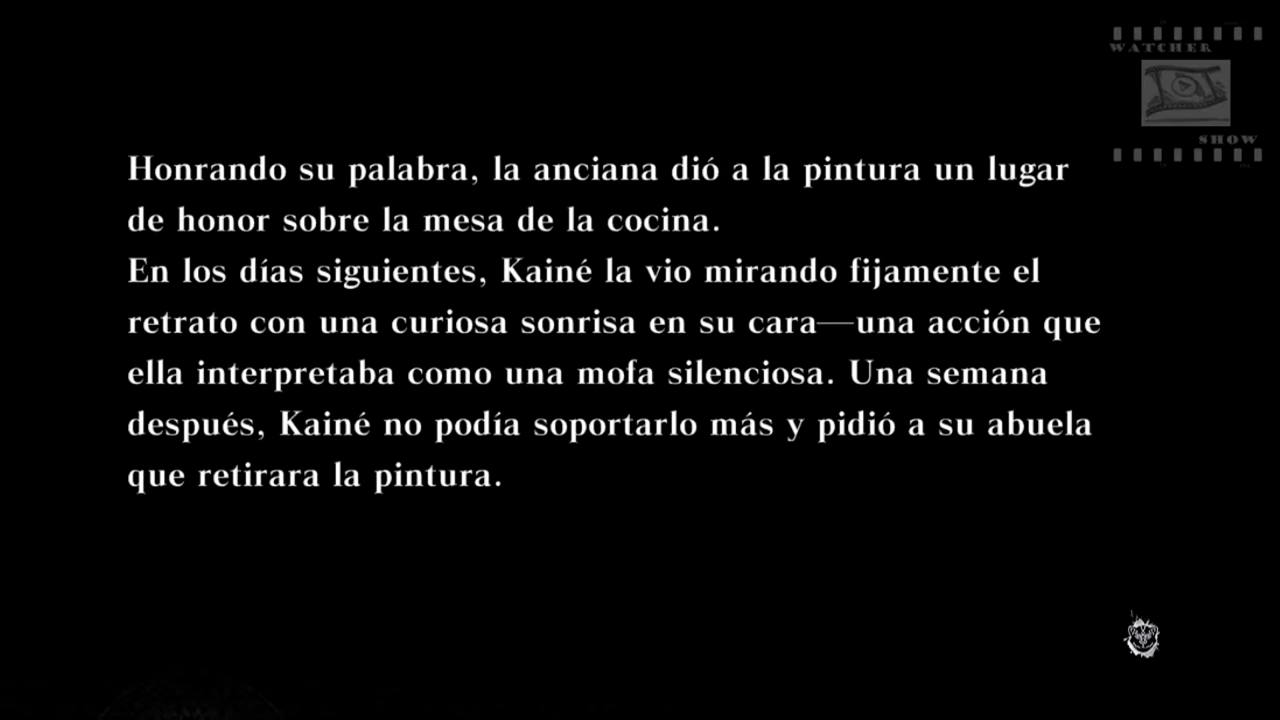 WATCHER
SHOW
Honrando su palabra, la anciana dió a la pintura un lugar
de honor sobre la mesa de la cocina.
En los días siguientes, Kainé la vio mirando fijamente el
retrato con una curiosa sonrisa en su cara—una acción que
ella interpretaba como una mofa silenciosa. Una semana
después, Kainé no podía soportarlo más y pidió a su abuela
que retirara la pintura.